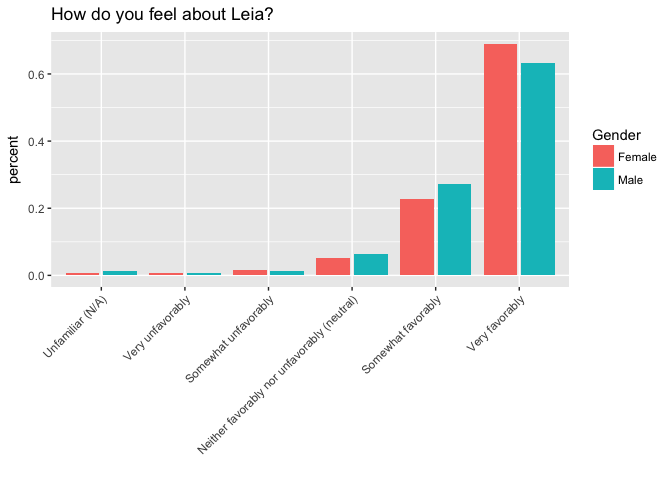 How do you feel about Leia?
percent
0.6
0.4
0.2
0.0
Unfamiliar (N/A)
Very unfavorably
Somewhat unfavorably
Neither favorably nor unfavorably (neutral)
Somewhat favorably
Very favorably
Gender
Female
Male